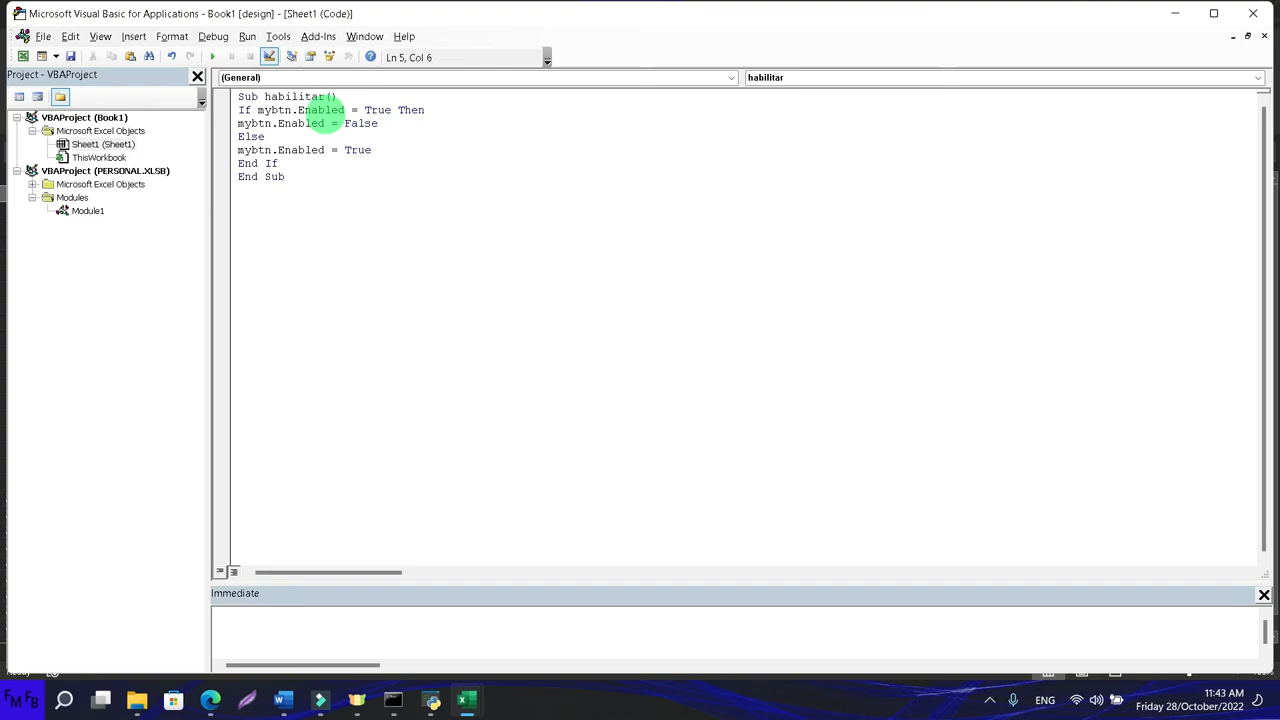 Microsoft Visual Basic for Applications - Book1 [design] - [Sheet1 (Code)]
File Edit View Insert Format Debug Run Tools Add-Ins Window Help
Ln 5, Col 6
Project - VBAProject
(General)
habilitar
VBAProject (Book1)
Microsoft Excel Objects
Sheet1 (Sheet1)
ThisWorkbook
VBAProject (PERSONAL.XLSB)
Microsoft Excel Objects
Modules
Module1
Sub habilitar()
If mybtn.Enabled = True Then
mybtn.Enabled = False
Else
mybtn.Enabled = True
End If
End Sub
Immediate
FM FB
ENG
11:43 AM
Friday 28/October/2022